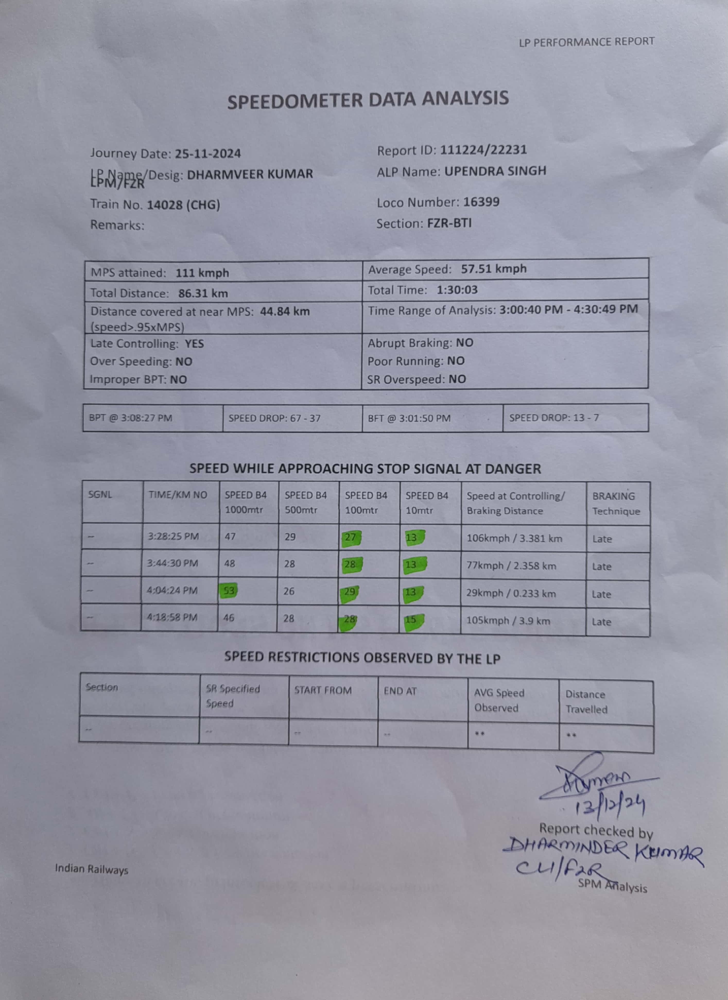 LP PERFORMANCE REPORT
SPEEDOMETER DATA ANALYSIS
Journey Date: 25-11-2024
Report ID: 111224/22231
LP Name/Desig: DHARMVEER KUMAR
LPM/FZR
ALP Name: UPENDRA SINGH
Train No. 14028 (CHG)
Loco Number: 16399
Remarks:
Section: FZR-BTI
MPS attained: 111 kmph
Average Speed: 57.51 kmph
Total Distance: 86.31 km
Total Time: 1:30:03
Distance covered at near MPS: 44.84 km
(speed>.95xMPS)
Time Range of Analysis: 3:00:40 PM - 4:30:49 PM
Late Controlling: YES
Over Speeding: NO
Improper BPT: NO
Abrupt Braking: NO
Poor Running: NO
SR Overspeed: NO
BPT @ 3:08:27 PM SPEED DROP: 67 - 37 BFT @ 3:01:50 PM SPEED DROP: 13 - 7
SPEED WHILE APPROACHING STOP SIGNAL AT DANGER
SGNL TIME/KM NO SPEED B4 1000mtr SPEED B4 500mtr SPEED B4 100mtr SPEED B4 10mtr Speed at Controlling/ Braking Distance BRAKING Technique
-- 3:28:25 PM 47 29 27 13 106kmph / 3.381 km Late
-- 3:44:30 PM 48 28 28 13 77kmph / 2.358 km Late
-- 4:04:24 PM 53 26 29 13 29kmph / 0.233 km Late
-- 4:18:58 PM 46 28 28 15 105kmph / 3.9 km Late
SPEED RESTRICTIONS OBSERVED BY THE LP
Section SR Specified Speed START FROM END AT AVG Speed Observed Distance Travelled
-- -- -- -- ** **
13/12/24
Report checked by
DHARMINDER KUMAR
CLI/FZR
Indian Railways
SPM Analysis